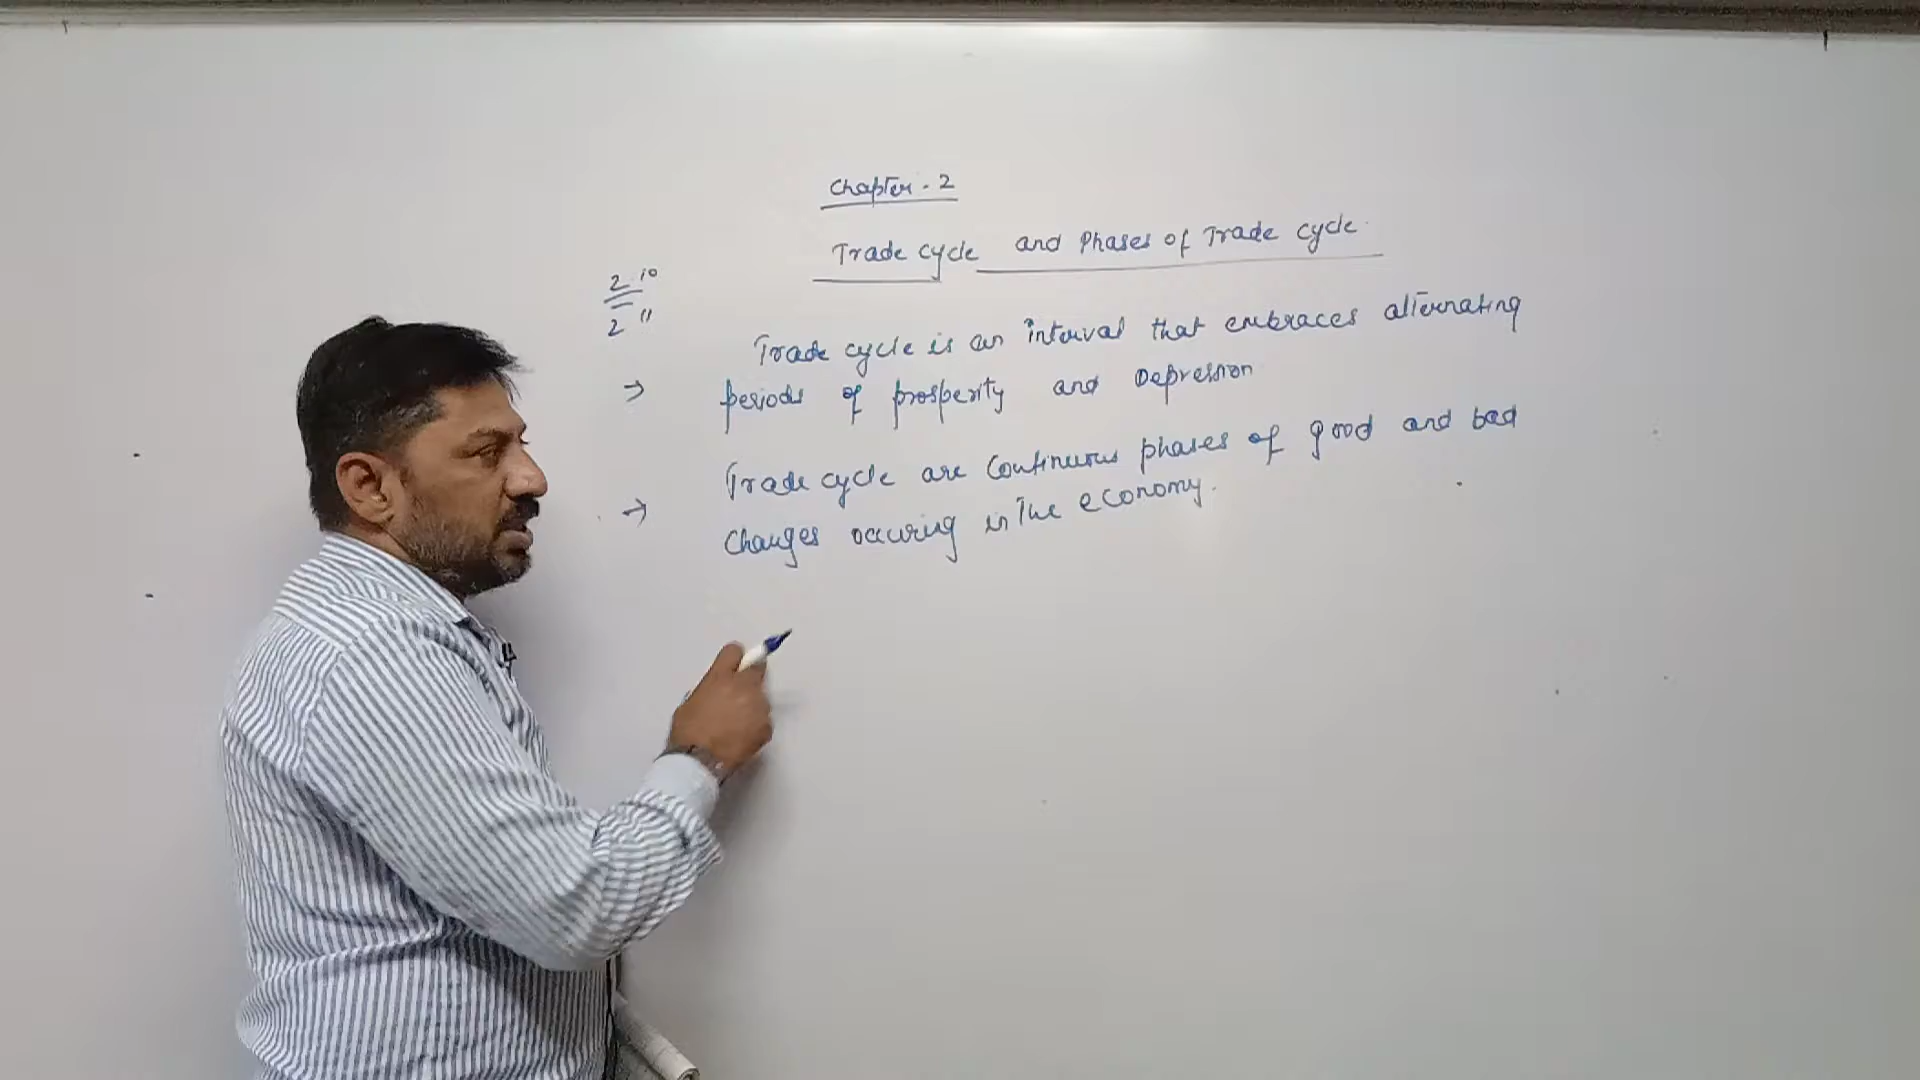 Chapter - 2
Trade cycle and Phases of Trade cycle.
2 10
2 11
Trade cycle is an interval that embraces alternating
→ periods of prosperity and Depression
Trade cycle are Continuous phases of good and bad
→ Changes occuring in the economy.